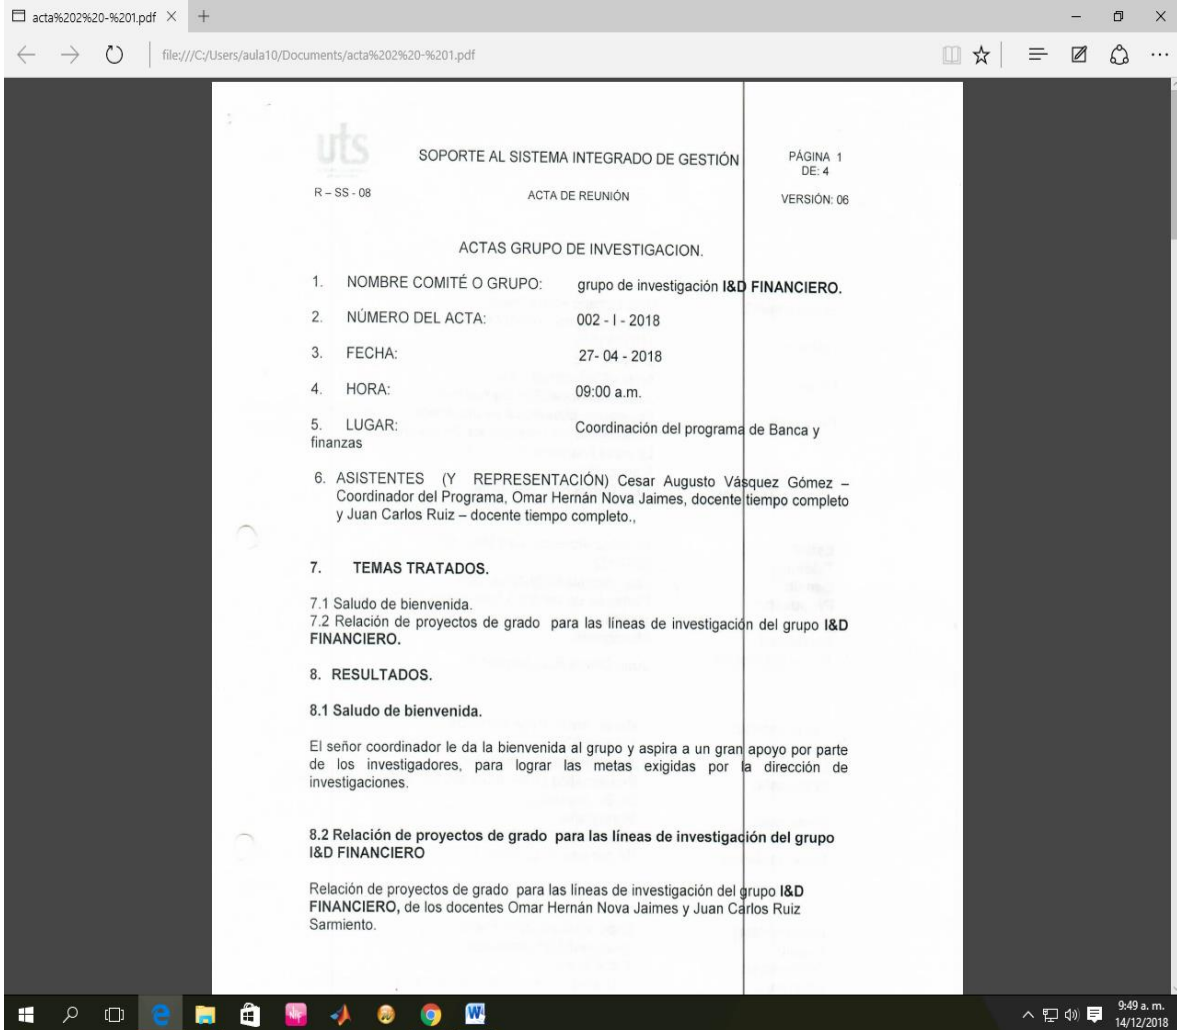 acta%202%20-%201.pdf
file:///C:/Users/aula10/Documents/acta%202%20-%201.pdf
uts
SOPORTE AL SISTEMA INTEGRADO DE GESTIÓN
PÁGINA 1
DE: 4
R – SS - 08
ACTA DE REUNIÓN
VERSIÓN: 06
ACTAS GRUPO DE INVESTIGACION.
1. NOMBRE COMITÉ O GRUPO: grupo de investigación I&D FINANCIERO.
2. NÚMERO DEL ACTA: 002 - I - 2018
3. FECHA: 27- 04 - 2018
4. HORA: 09:00 a.m.
5. LUGAR: Coordinación del programa de Banca y
finanzas
6. ASISTENTES (Y REPRESENTACIÓN) Cesar Augusto Vásquez Gómez –
Coordinador del Programa, Omar Hernán Nova Jaimes, docente tiempo completo
y Juan Carlos Ruiz – docente tiempo completo.,
7. TEMAS TRATADOS.
7.1 Saludo de bienvenida.
7.2 Relación de proyectos de grado para las líneas de investigación del grupo I&D
FINANCIERO.
8. RESULTADOS.
8.1 Saludo de bienvenida.
El señor coordinador le da la bienvenida al grupo y aspira a un gran apoyo por parte
de los investigadores, para lograr las metas exigidas por la dirección de
investigaciones.
8.2 Relación de proyectos de grado para las líneas de investigación del grupo
I&D FINANCIERO
Relación de proyectos de grado para las líneas de investigación del grupo I&D
FINANCIERO, de los docentes Omar Hernán Nova Jaimes y Juan Carlos Ruiz
Sarmiento.
9:49 a. m.
14/12/2018